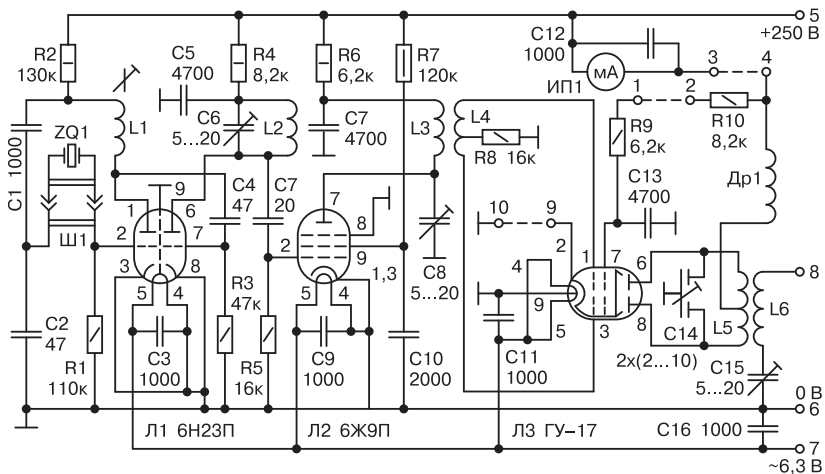 5
+250 В
R2
130к
C5
4700
R4
8,2к
R6
6,2к
R7
120к
C12
1000
ИП1
мА
3
4
C1 1000
ZQ1
L1
C6
5...20
L2
C7
4700
L3
L4
R8 16к
1
2
R9
6,2к
R10
8,2к
Др1
Ш1
1
9
6
2
7
3
8
5
4
C4
47
C7
20
7
8
2
9
1,3
5
4
C8
5...20
10
9
2
4
9
5
1
7
3
6
8
C13
4700
C14
2х(2...10)
L5
L6
8
C2
47
R1
110к
C3
1000
R3
47к
R5
16к
C9
1000
C10
2000
C11
1000
C15
5...20
0 В
6
Л1 6Н23П
Л2 6Ж9П
Л3 ГУ–17
C16 1000
7
~6,3 В